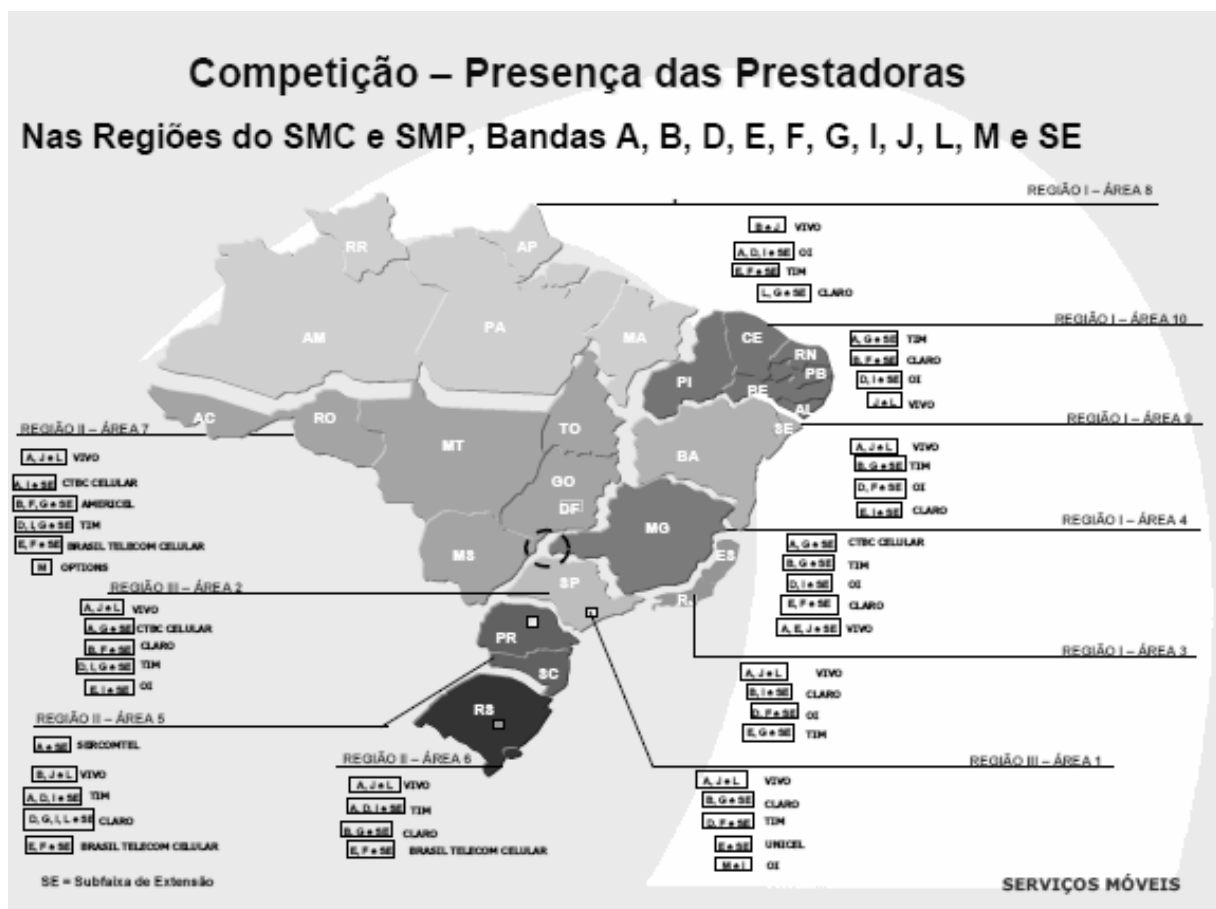 Competição – Presença das Prestadoras
Nas Regiões do SMC e SMP, Bandas A, B, D, E, F, G, I, J, L, M e SE
REGIÃO I – ÁREA 8
B e J VIVO
A, D, I e SE OI
E, F e SE TIM
L, G e SE CLARO
REGIÃO I – ÁREA 10
A, G e SE TIM
B, F e SE CLARO
D, I e SE OI
J e L VIVO
REGIÃO I – ÁREA 9
A, J e L VIVO
B, G e SE TIM
D, F e SE OI
E, I e SE CLARO
REGIÃO I – ÁREA 4
A, G e SE CTBC CELULAR
B, G e SE TIM
D, I e SE OI
E, F e SE CLARO
A, E, J e SE VIVO
REGIÃO I – ÁREA 3
A, J e L VIVO
B, I e SE CLARO
D, F e SE OI
E, G e SE TIM
REGIÃO III – ÁREA 1
A, J e L VIVO
B, G e SE CLARO
D, F e SE TIM
E e SE UNICEL
M e I OI
RR
AP
AM
PA
MA
CE
RN
PB
PI
PE
AL
SE
AC
RO
MT
TO
BA
GO
DF
MG
ES
MS
SP
PR
SC
RS
REGIÃO II – ÁREA 7
A, J e L VIVO
A, I e SE CTBC CELULAR
B, F, G e SE AMERICEL
D, I, G e SE TIM
E, F e SE BRASIL TELECOM CELULAR
M OPTIONS
REGIÃO III – ÁREA 2
A, J e L VIVO
A, G e SE CTBC CELULAR
B, F e SE CLARO
D, I, G e SE TIM
E, I e SE OI
REGIÃO II – ÁREA 5
A e SE SERCOMTEL
B, J e L VIVO
A, D, I e SE TIM
D, G, I, L e SE CLARO
E, F e SE BRASIL TELECOM CELULAR
REGIÃO II – ÁREA 6
A, J e L VIVO
A, D, I e SE TIM
B, G e SE CLARO
E, F e SE BRASIL TELECOM CELULAR
SE = Subfaixa de Extensão
SERVIÇOS MÓVEIS